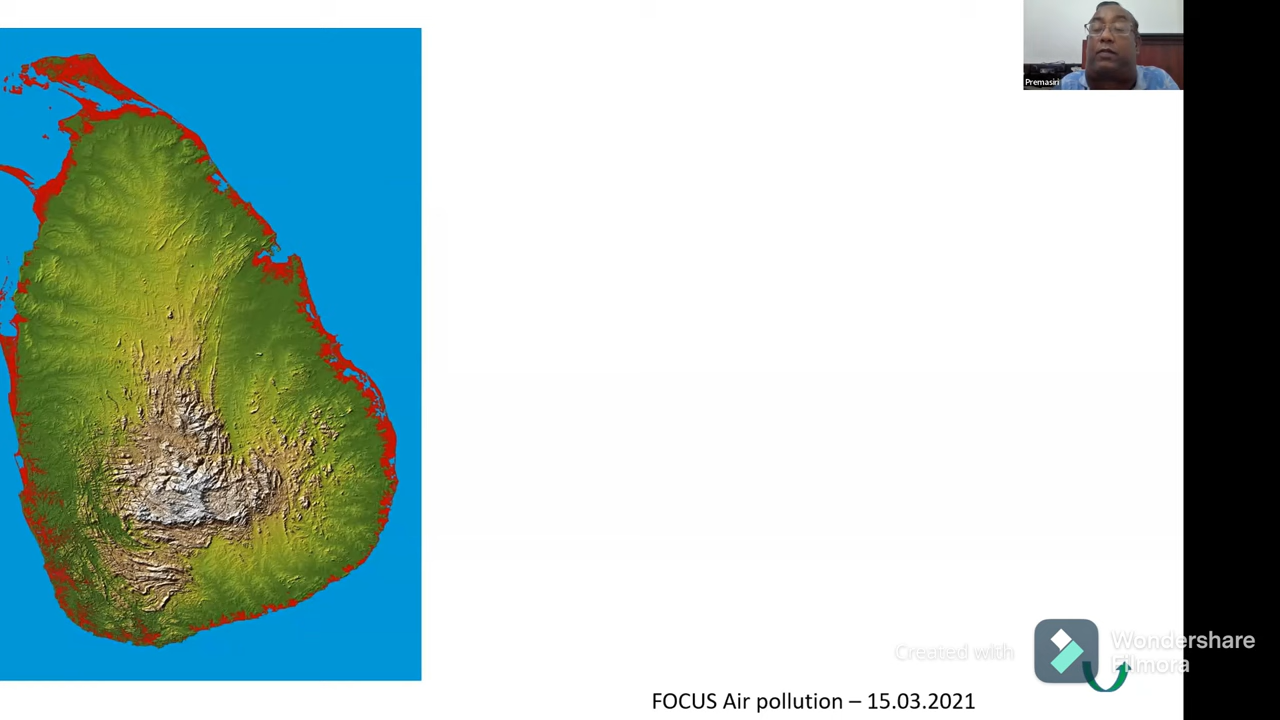 Premasiri
Created with
Wondershare
Filmora
FOCUS Air pollution – 15.03.2021